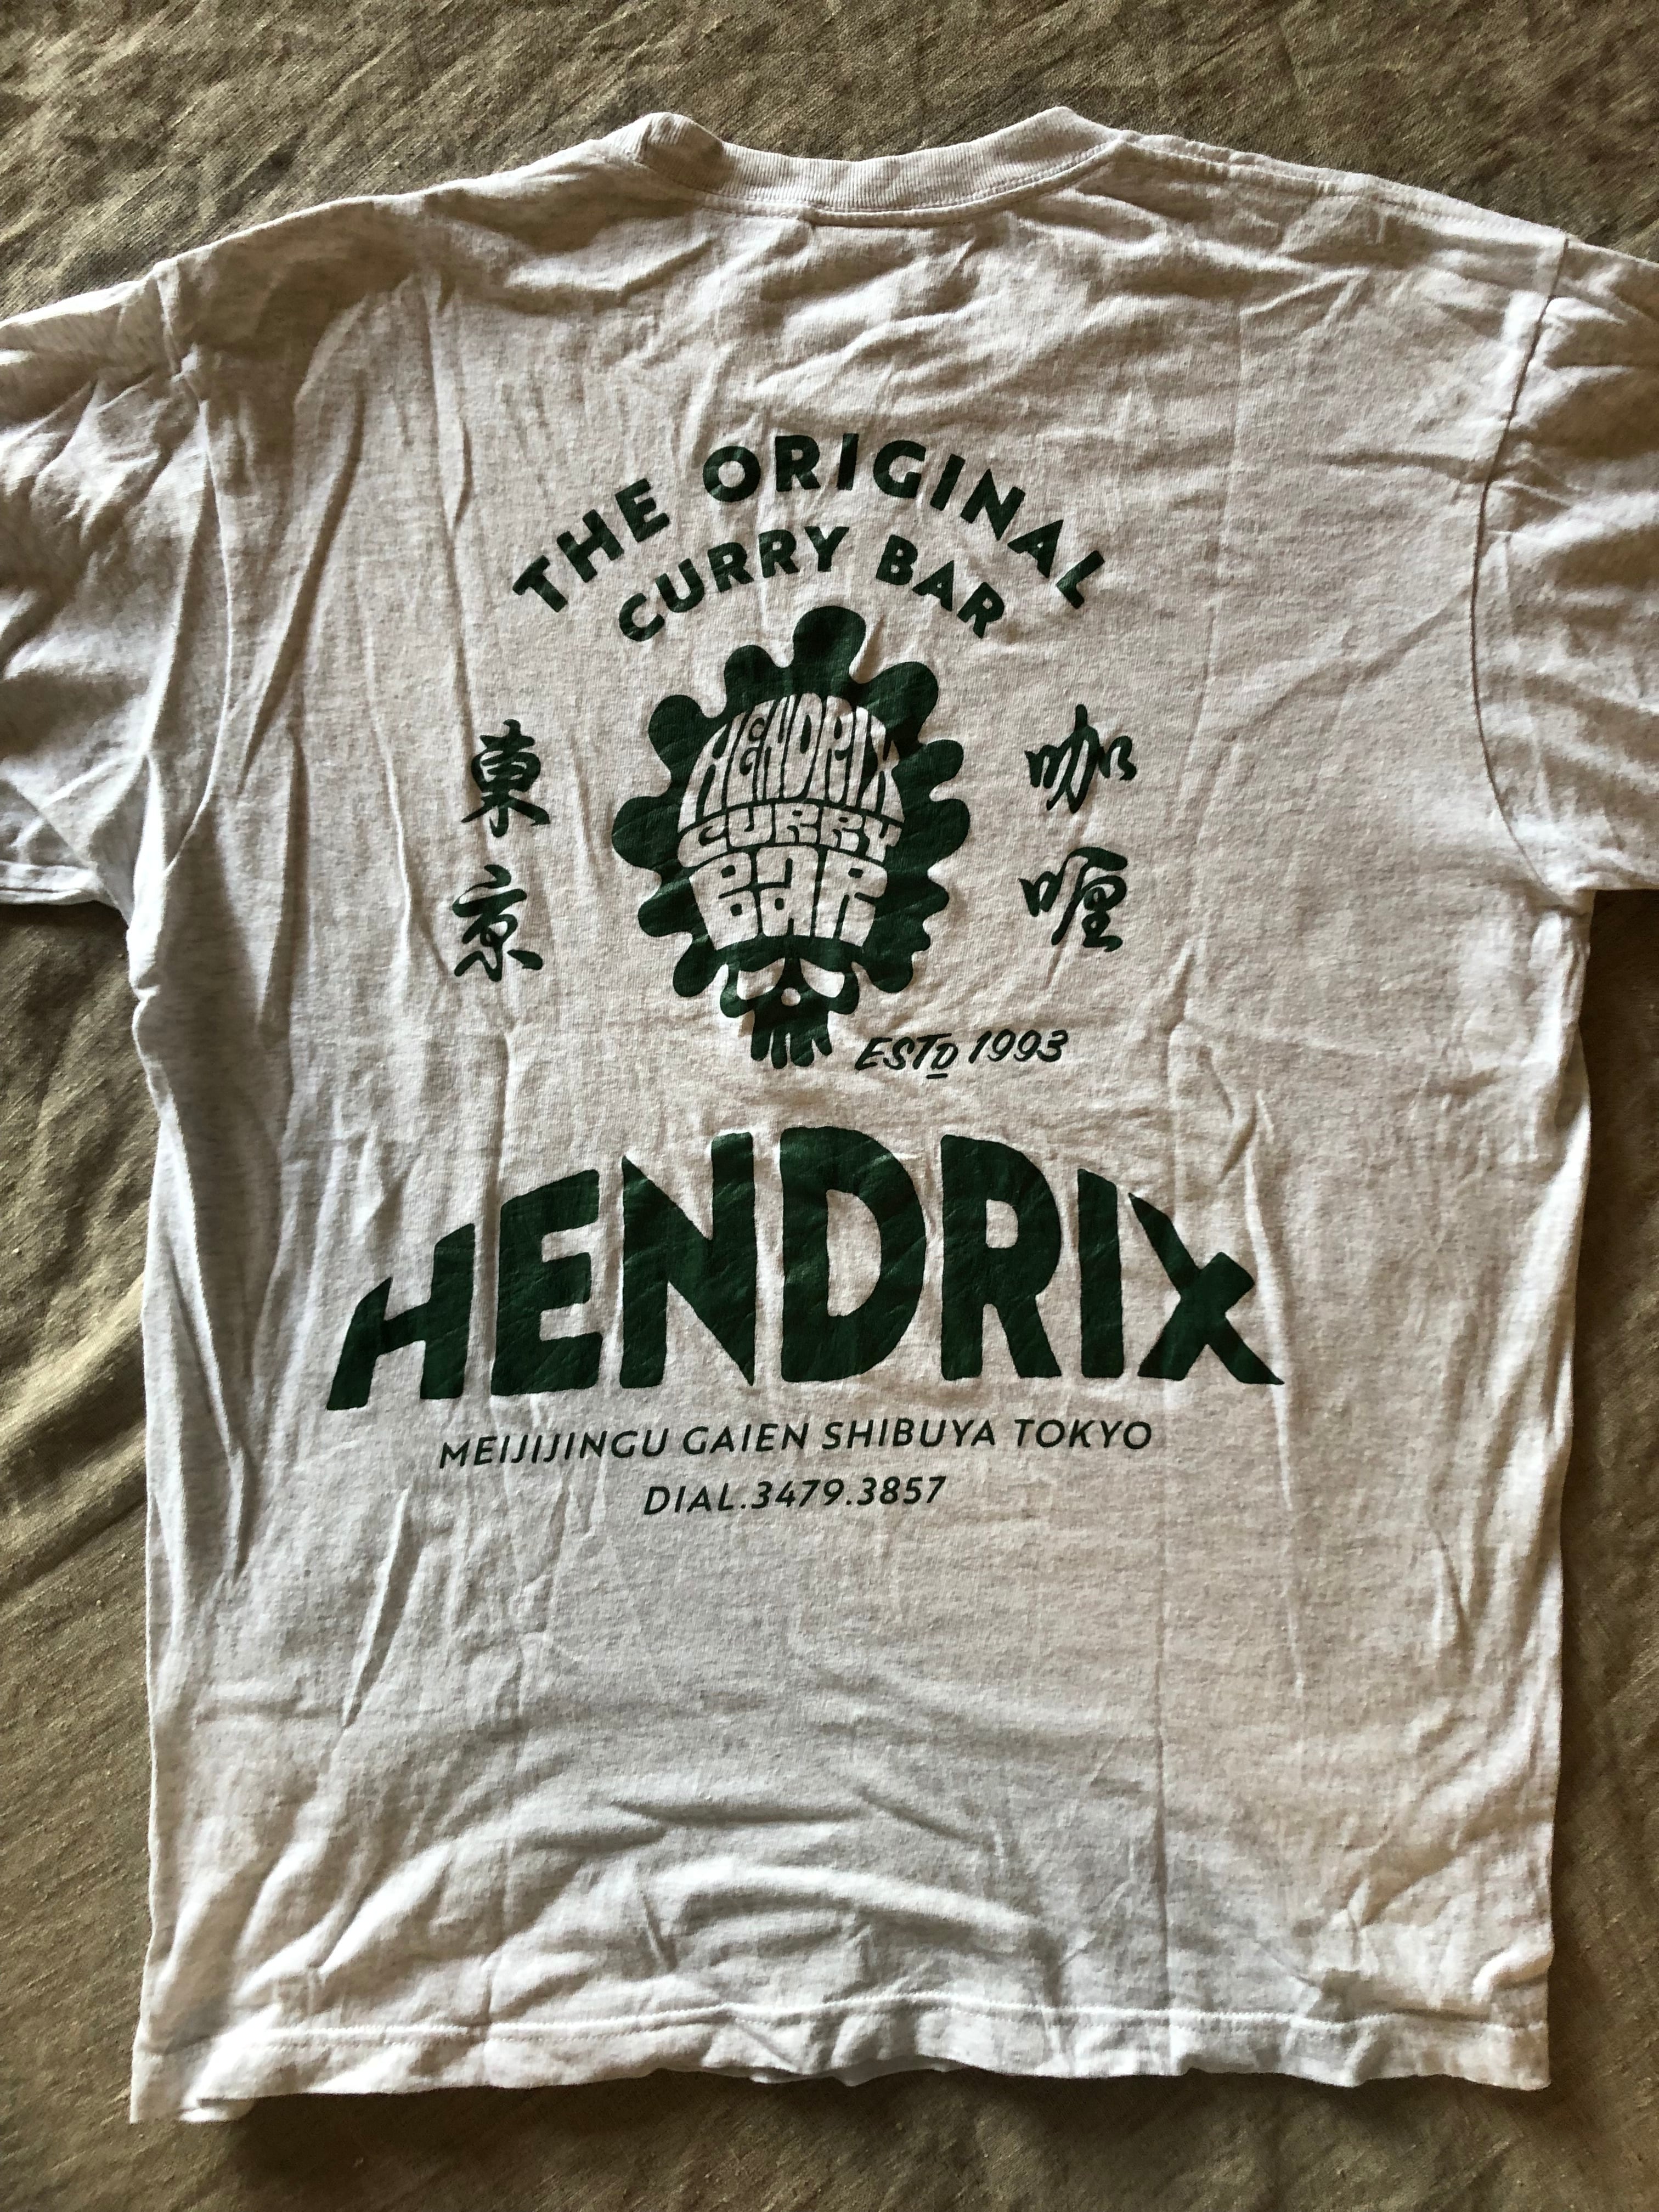 THE ORIGINAL
CURRY BAR
東京
HENDRIX
CURRY
BAR
咖喱
ESTD 1993
HENDRIX
MEIJIJINGU GAIEN SHIBUYA TOKYO
DIAL.3479.3857